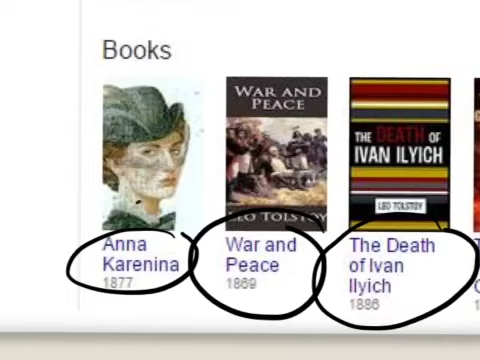 Books
WAR AND
PEACE
LEO TOLSTOY
THE DEATH OF
IVAN ILYICH
LEO TOLSTOY
Anna
Karenina
1877
War and
Peace
1869
The Death
of Ivan
Ilyich
1886